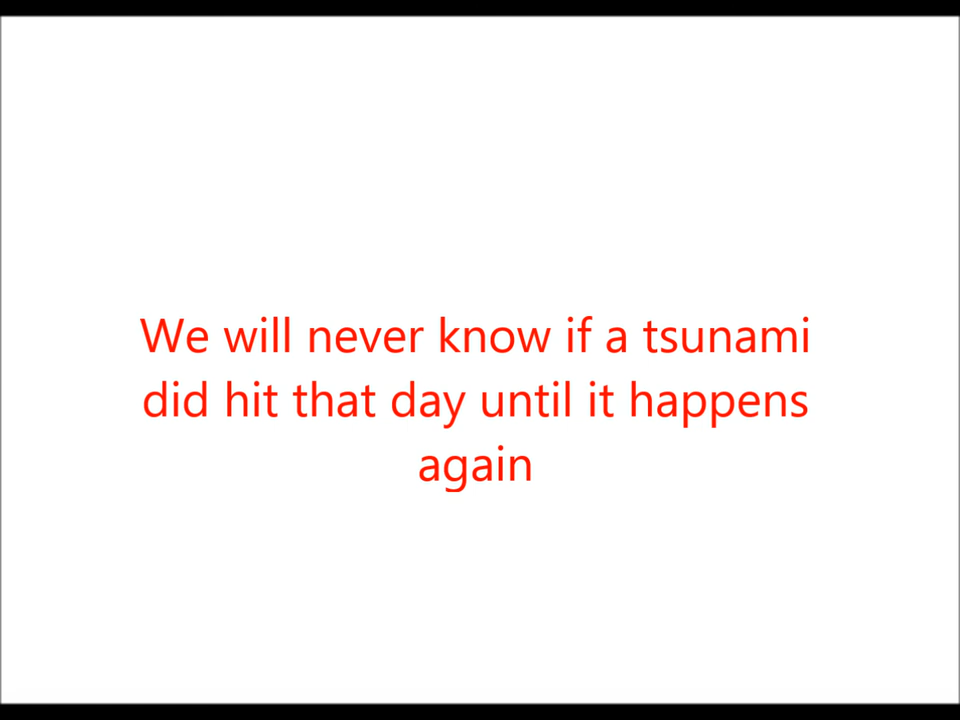 We will never know if a tsunami
did hit that day until it happens
again